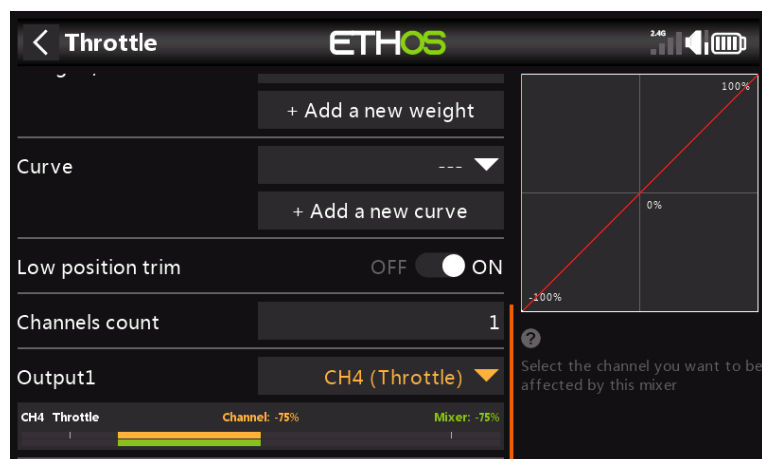 Throttle
ETHOS
2.4G
+ Add a new weight
Curve
---
+ Add a new curve
Low position trim
OFF
ON
Channels count
1
Output1
CH4 (Throttle)
CH4 Throttle
Channel: -75%
Mixer: -75%
100%
0%
-100%
?
Select the channel you want to be
affected by this mixer